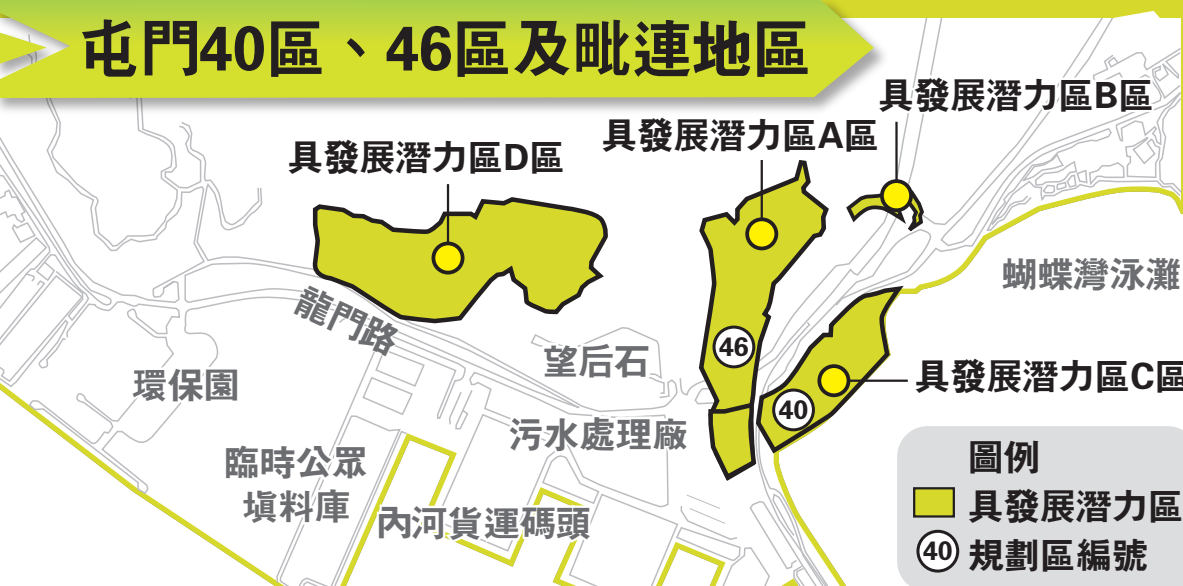 屯門40區、46區及毗連地區
具發展潛力區B區
具發展潛力區A區
具發展潛力區D區
蝴蝶灣泳灘
龍門路
46
望后石
環保園
具發展潛力區C區
40
污水處理廠
臨時公眾
填料庫
內河貨運碼頭
圖例
具發展潛力區
40 規劃區編號